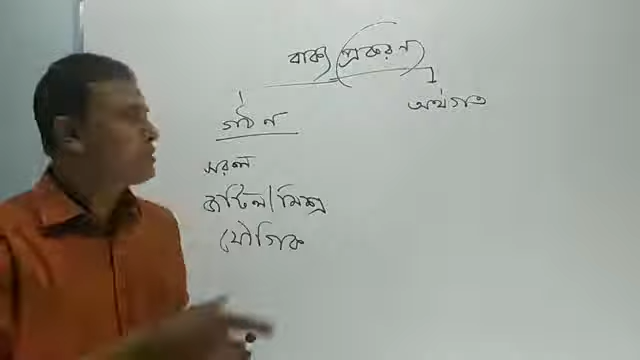 বাক্য প্রকরণ
গঠন
অর্থগত
সরল
জটিল/মিশ্র
যৌগিক